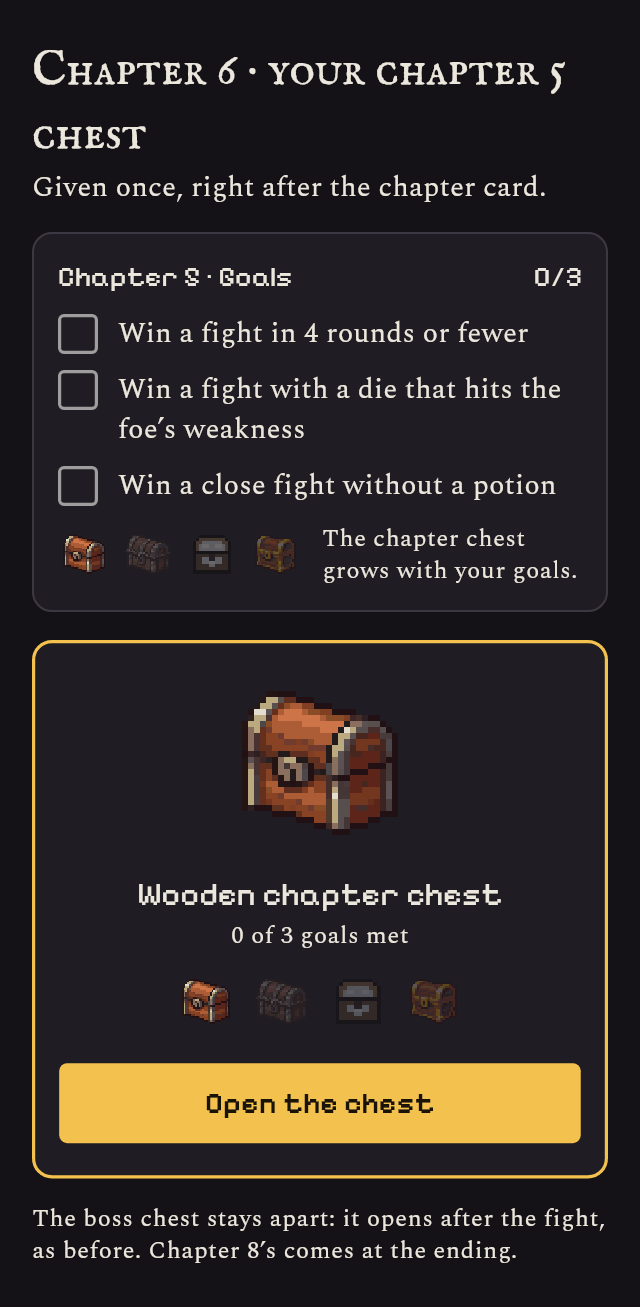 Chapter 6 · your chapter 5
chest
Given once, right after the chapter card.
Chapter 5 · Goals 0/3
Win a fight in 4 rounds or fewer
Win a fight with a die that hits the
foe’s weakness
Win a close fight without a potion
The chapter chest
grows with your goals.
Wooden chapter chest
0 of 3 goals met
Open the chest
The boss chest stays apart: it opens after the fight,
as before. Chapter 8’s comes at the ending.